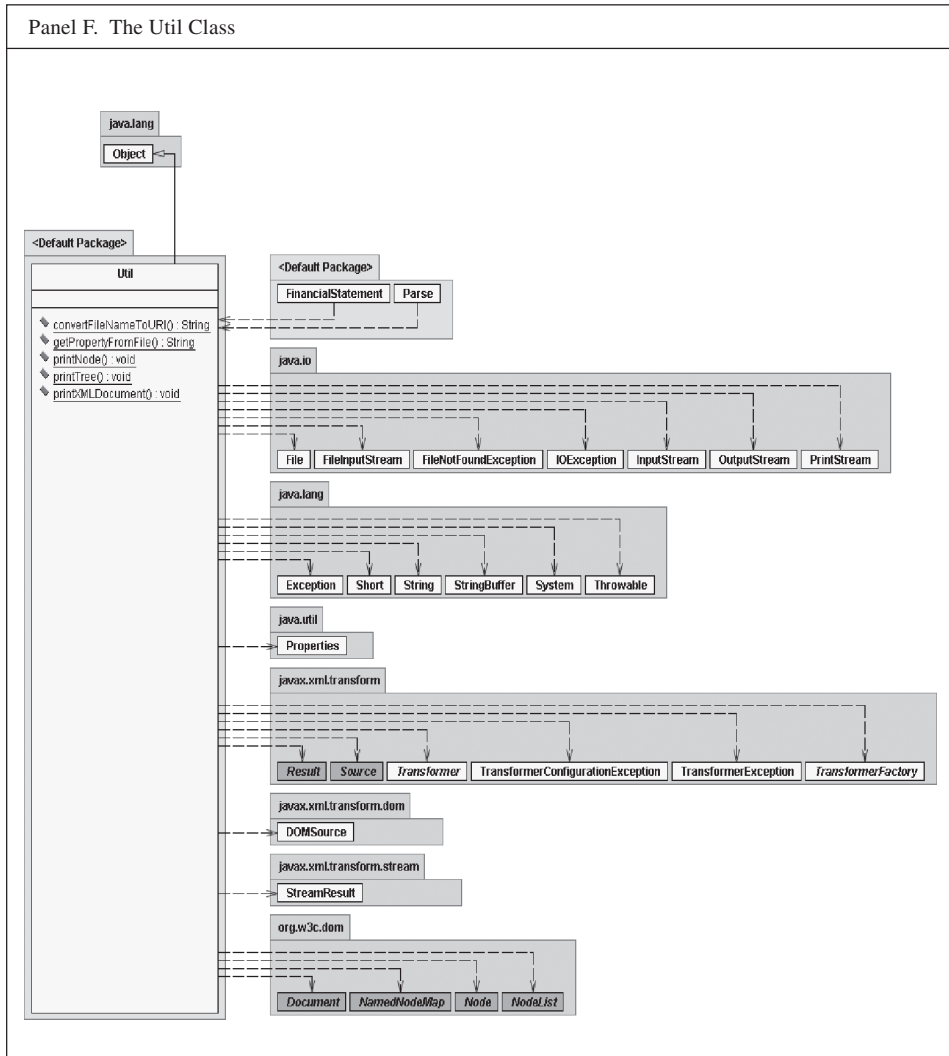 Panel F. The Util Class
java.lang
Object
<Default Package>
Util
convertFileNameToURI() : String
getPropertyFromFile() : String
printNode() : void
printTree() : void
printXMLDocument() : void
<Default Package>
FinancialStatement Parse
java.io
File FileInputStream FileNotFoundException IOException InputStream OutputStream PrintStream
java.lang
Exception Short String StringBuffer System Throwable
java.util
Properties
javax.xml.transform
Result Source Transformer TransformerConfigurationException TransformerException TransformerFactory
javax.xml.transform.dom
DOMSource
javax.xml.transform.stream
StreamResult
org.w3c.dom
Document NamedNodeMap Node NodeList